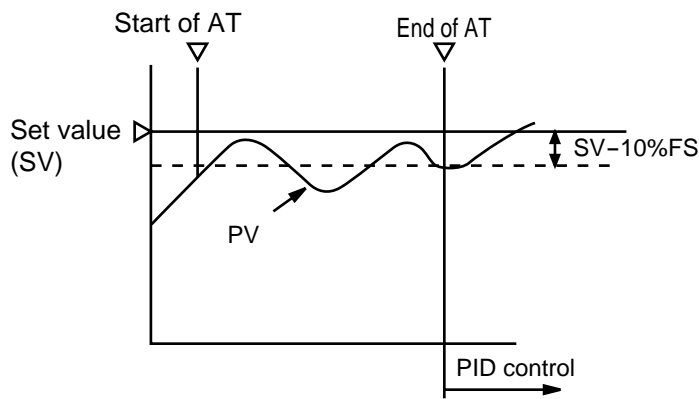 Start of AT
End of AT
Set value
(SV)
SV−10%FS
PV
PID control